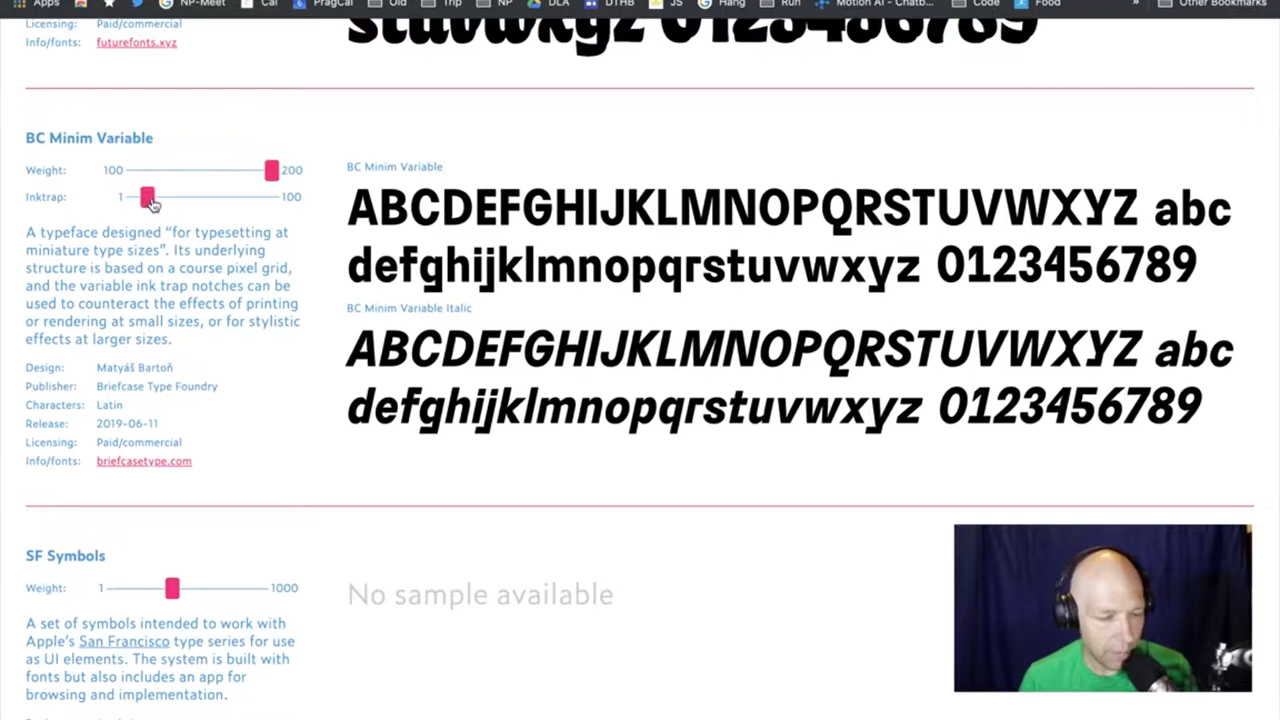 Apps
NP-Meet
Cal
PragCal
Old
Trip
NP
DLA
DTHB
JS
Hang
Run
Motion AI - Chatb...
Code
Food
»
Other Bookmarks
Licensing: Paid/commercial
Info/fonts: futurefonts.xyz
stuvwxyz 0123456789
BC Minim Variable
Weight: 100 200
Inktrap: 1 100
A typeface designed “for typesetting at
miniature type sizes”. Its underlying
structure is based on a course pixel grid,
and the variable ink trap notches can be
used to counteract the effects of printing
or rendering at small sizes, or for stylistic
effects at larger sizes.
Design: Matyáš Bartoň
Publisher: Briefcase Type Foundry
Characters: Latin
Release: 2019-06-11
Licensing: Paid/commercial
Info/fonts: briefcasetype.com
BC Minim Variable
ABCDEFGHIJKLMNOPQRSTUVWXYZ abc
defghijklmnopqrstuvwxyz 0123456789
BC Minim Variable Italic
ABCDEFGHIJKLMNOPQRSTUVWXYZ abc
defghijklmnopqrstuvwxyz 0123456789
SF Symbols
Weight: 1 1000
A set of symbols intended to work with
Apple’s San Francisco type series for use
as UI elements. The system is built with
fonts but also includes an app for
browsing and implementation.
No sample available